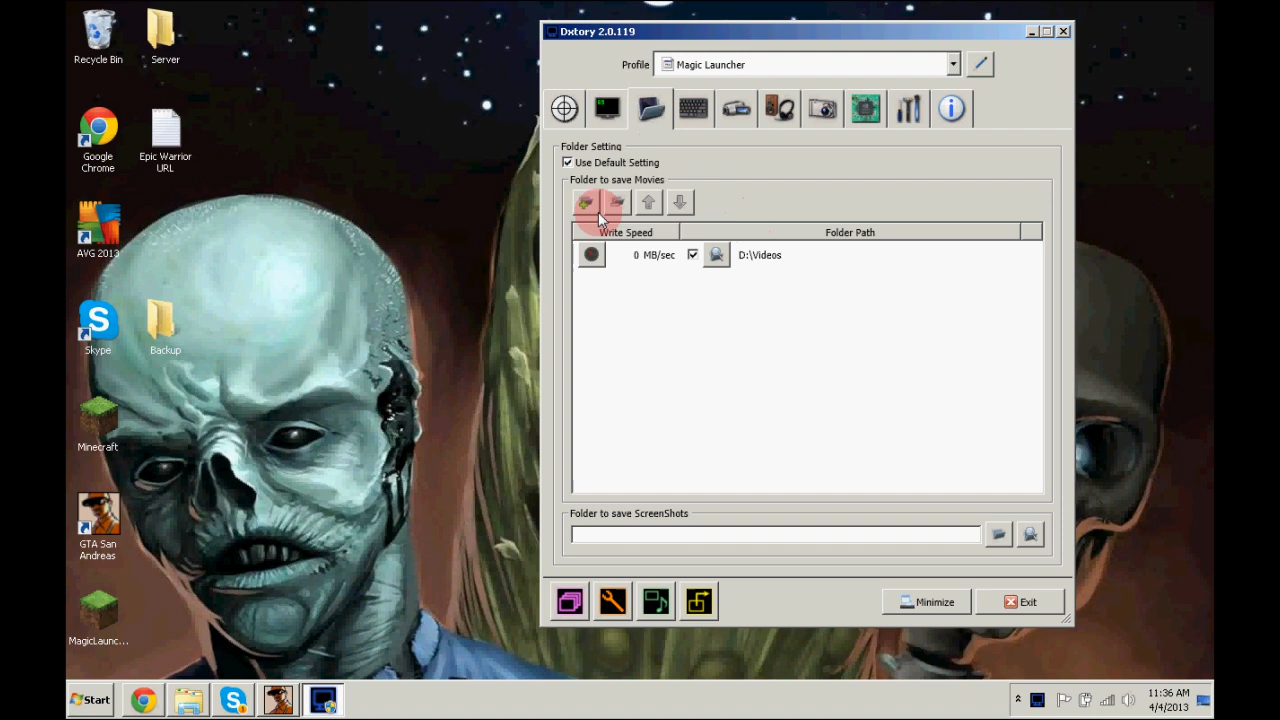 Recycle Bin
Server
Google
Chrome
Epic Warrior
URL
AVG 2013
Skype
Backup
Minecraft
GTA San
Andreas
MagicLaunc...
Dxtory 2.0.119
Profile
Magic Launcher
Folder Setting
Use Default Setting
Folder to save Movies
Write Speed
Folder Path
0 MB/sec
D:\Videos
Folder to save ScreenShots
Minimize
Exit
Start
11:36 AM
4/4/2013